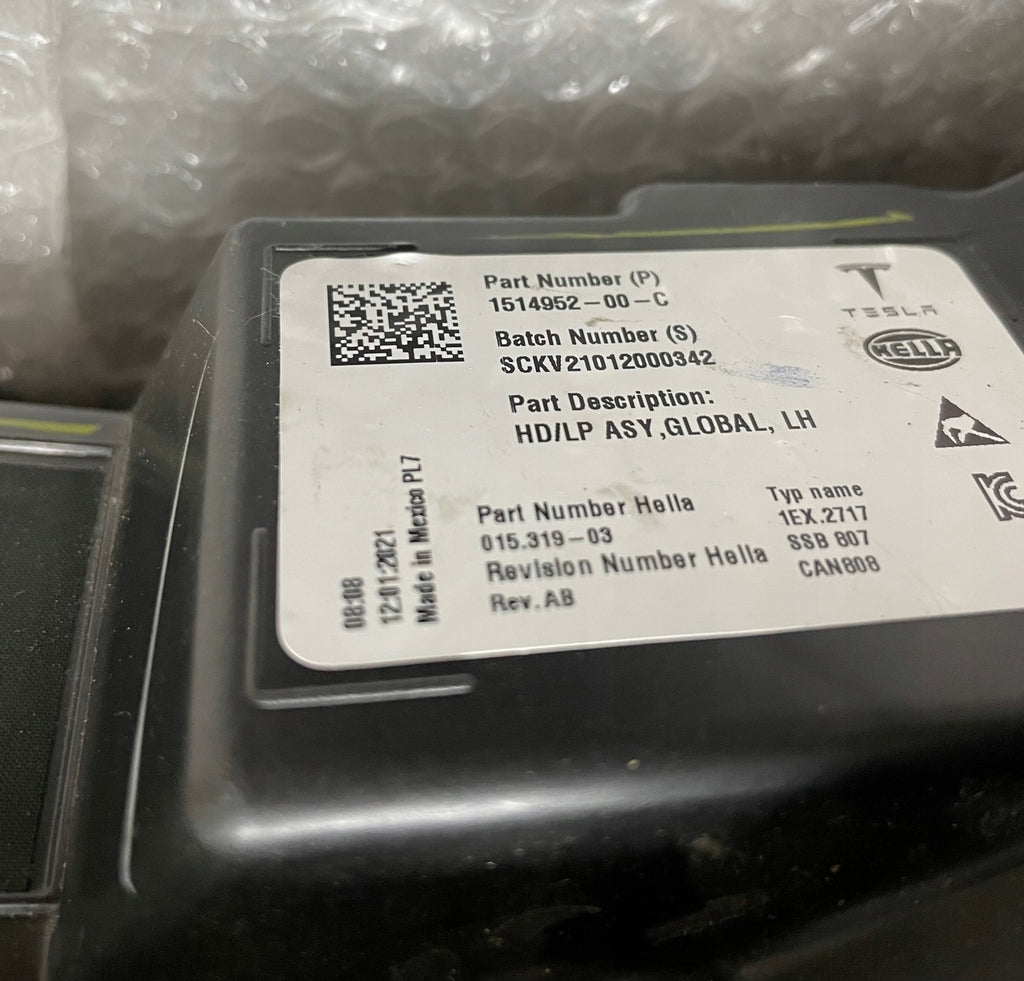 Part Number (P)
1514952-00-C
Batch Number (S)
SCKV21012000342
Part Description:
HD/LP ASY,GLOBAL, LH
TESLA
HELLA
Part Number Hella
015.319-03
Revision Number Hella
Rev. AB
Typ name
1EX.2717
SSB 807
CAN808
08:08
12:01:2021
Made in Mexico PL7